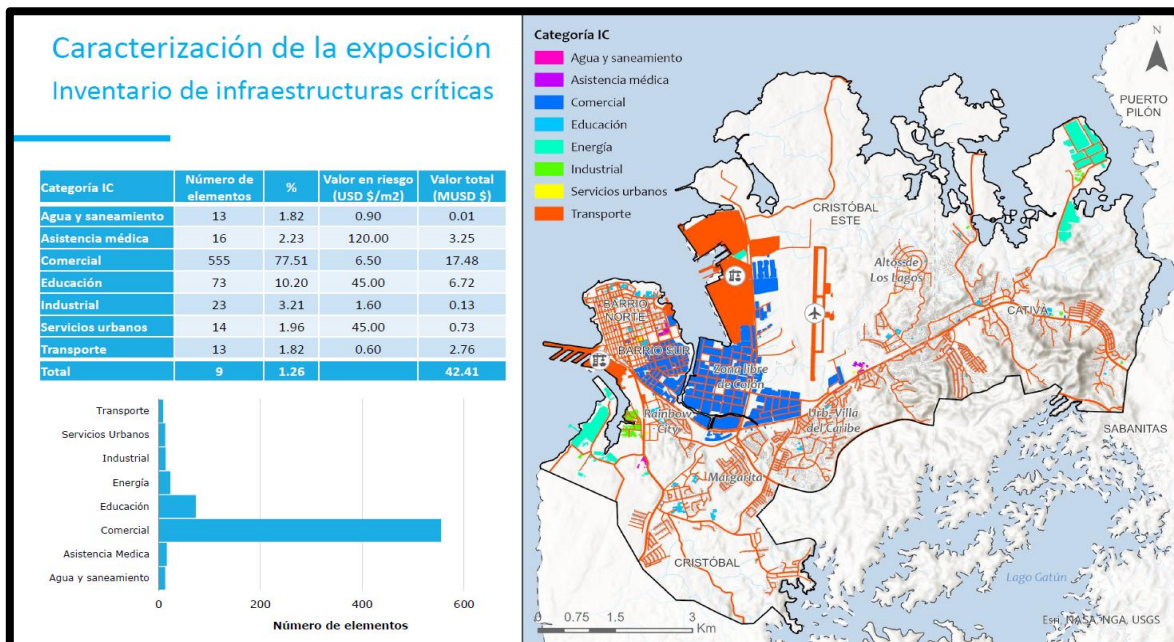 Caracterización de la exposición
Inventario de infraestructuras críticas
Categoría IC Número de elementos % Valor en riesgo (USD $/m2) Valor total (MUSD $)
Agua y saneamiento 13 1.82 0.90 0.01
Asistencia médica 16 2.23 120.00 3.25
Comercial 555 77.51 6.50 17.48
Educación 73 10.20 45.00 6.72
Industrial 23 3.21 1.60 0.13
Servicios urbanos 14 1.96 45.00 0.73
Transporte 13 1.82 0.60 2.76
Total 9 1.26 42.41
Transporte
Servicios Urbanos
Industrial
Energía
Educación
Comercial
Asistencia Medica
Agua y saneamiento
0 200 400 600
Número de elementos
Categoría IC
Agua y saneamiento
Asistencia médica
Comercial
Educación
Energía
Industrial
Servicios urbanos
Transporte
N
PUERTO
PILÓN
CRISTÓBAL
ESTE
Altos de
Los Lagos
BARRIO
NORTE
CATIVÁ
BARRIO SUR
Zona libre
de Colón
Rainbow
City
Urb. Villa
del Caribe
SABANITAS
Margarita
CRISTÓBAL
Lago Gatún
0 0.75 1.5 3
Km
Esri, NASA, NGA, USGS